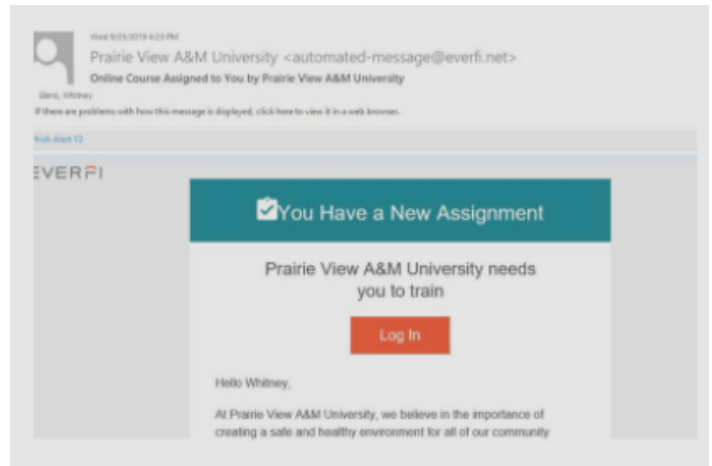 Wed 9/25/2019 4:23 PM
Prairie View A&M University <automated-message@everfi.net>
Online Course Assigned to You by Prairie View A&M University
Whitney
If there are problems with how this message is displayed, click here to view it in a web browser.
Phish Alert V2
EVERFI
You Have a New Assignment
Prairie View A&M University needs
you to train
Log In
Hello Whitney,
At Prairie View A&M University, we believe in the importance of
creating a safe and healthy environment for all of our community